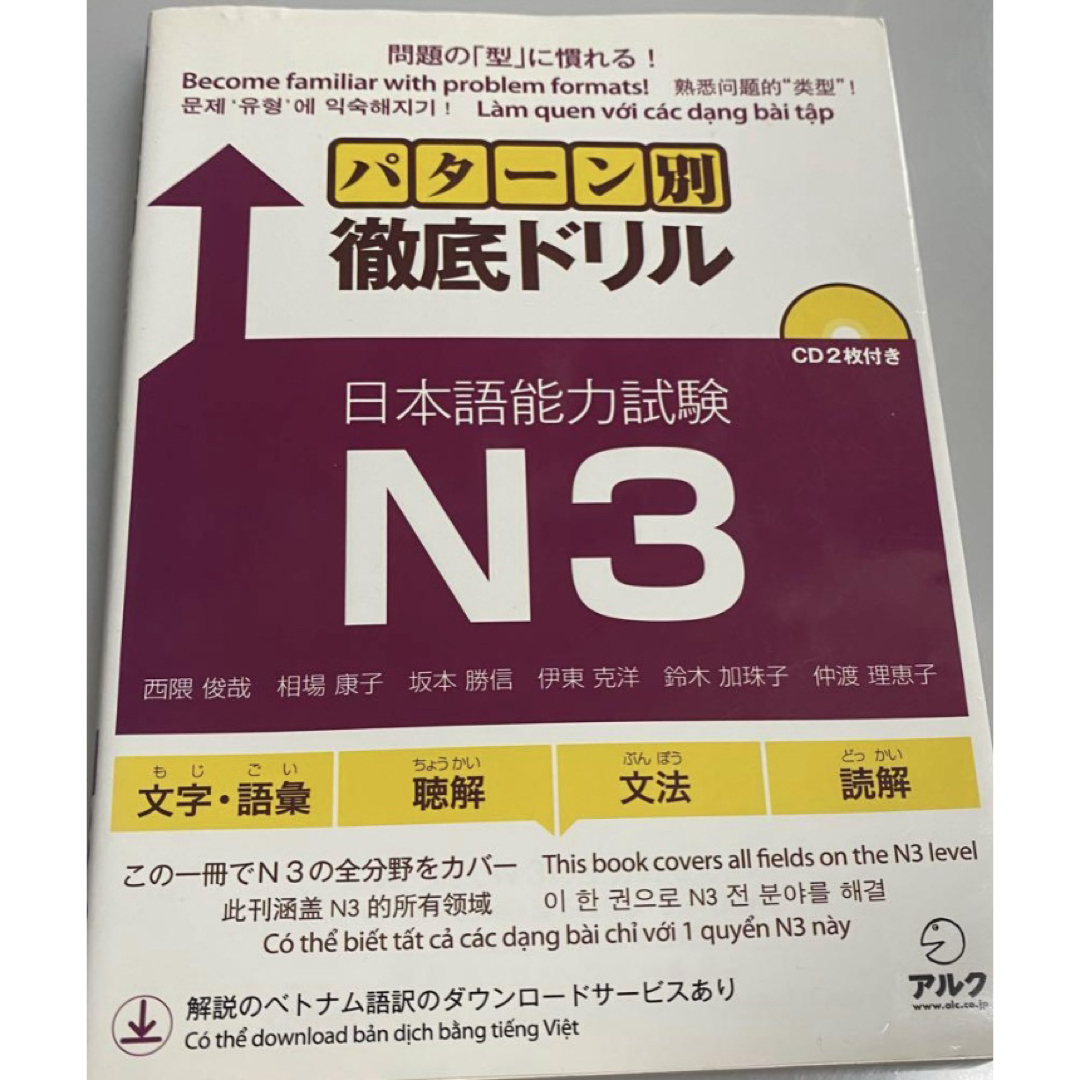 問題の「型」に慣れる！
Become familiar with problem formats! 熟悉问题的“类型”！
문제 '유형'에 익숙해지기！ Làm quen với các dạng bài tập
パターン別
徹底ドリル
CD2枚付き
日本語能力試験
N3
西隈 俊哉 相場 康子 坂本 勝信 伊東 克洋 鈴木 加珠子 仲渡 理恵子
もじ ごい ちょうかい ぶんぽう どっかい
文字・語彙 聴解 文法 読解
この一冊でN3の全分野をカバー This book covers all fields on the N3 level
此刊涵盖 N3 的所有领域 이 한 권으로 N3 전 분야를 해결
Có thể biết tất cả các dạng bài chỉ với 1 quyển N3 này
解説のベトナム語訳のダウンロードサービスあり
Có thể download bản dịch bằng tiếng Việt
アルク
www.alc.co.jp